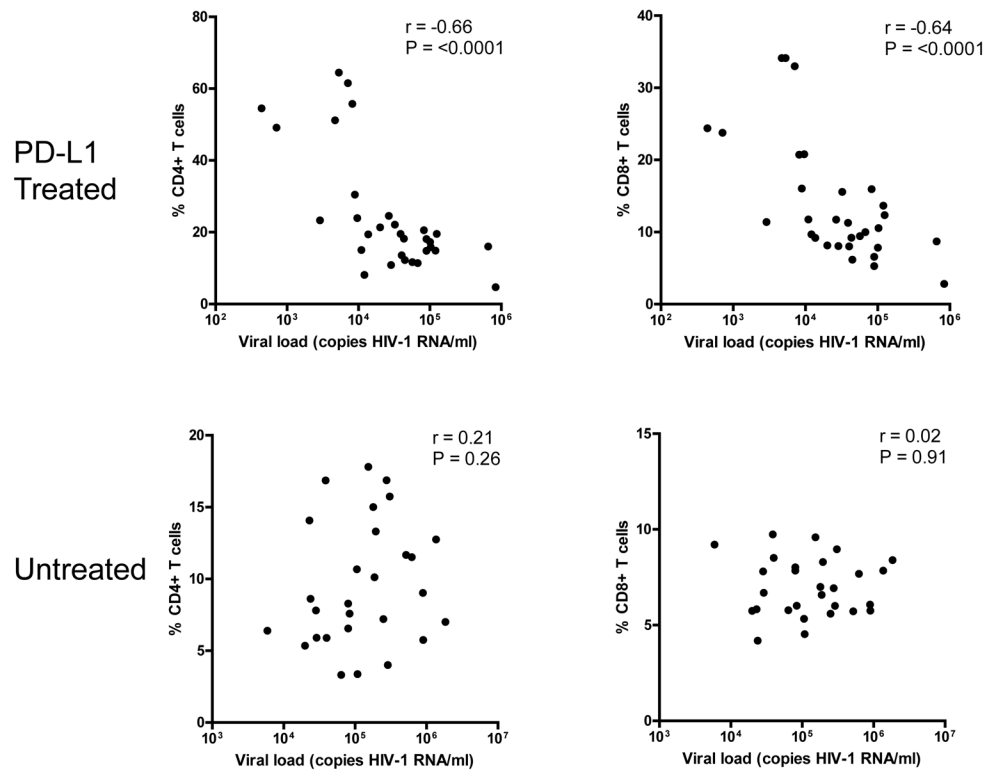 PD-L1
Treated
r = -0.66
P = <0.0001
% CD4+ T cells
80
60
40
20
0
10² 10³ 10⁴ 10⁵ 10⁶
Viral load (copies HIV-1 RNA/ml)
r = -0.64
P = <0.0001
% CD8+ T cells
40
30
20
10
0
10² 10³ 10⁴ 10⁵ 10⁶
Viral load (copies HIV-1 RNA/ml)
Untreated
r = 0.21
P = 0.26
% CD4+ T cells
20
15
10
5
0
10³ 10⁴ 10⁵ 10⁶ 10⁷
Viral load (copies HIV-1 RNA/ml)
r = 0.02
P = 0.91
% CD8+ T cells
15
10
5
0
10³ 10⁴ 10⁵ 10⁶ 10⁷
Viral load (copies HIV-1 RNA/ml)